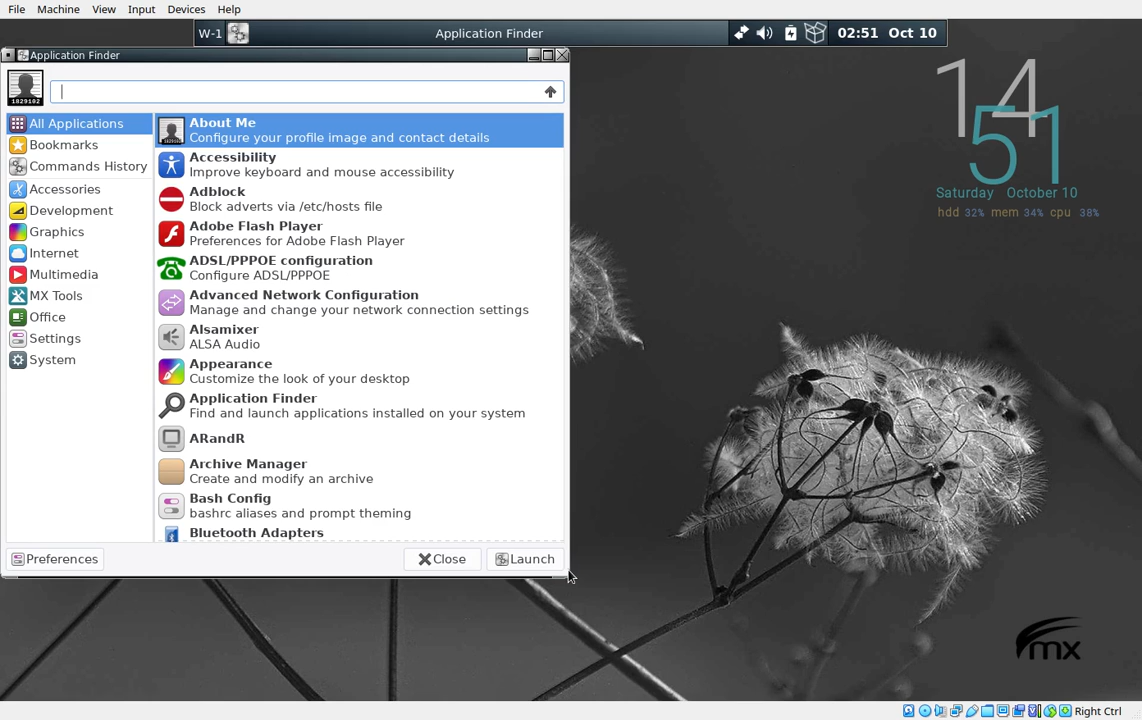 File Machine View Input Devices Help
W-1 Application Finder 02:51 Oct 10
Application Finder
1829102
All Applications
Bookmarks
Commands History
Accessories
Development
Graphics
Internet
Multimedia
MX Tools
Office
Settings
System
About Me
Configure your profile image and contact details
Accessibility
Improve keyboard and mouse accessibility
Adblock
Block adverts via /etc/hosts file
Adobe Flash Player
Preferences for Adobe Flash Player
ADSL/PPPOE configuration
Configure ADSL/PPPOE
Advanced Network Configuration
Manage and change your network connection settings
Alsamixer
ALSA Audio
Appearance
Customize the look of your desktop
Application Finder
Find and launch applications installed on your system
ARandR
Archive Manager
Create and modify an archive
Bash Config
bashrc aliases and prompt theming
Bluetooth Adapters
Preferences Close Launch
14
51
Saturday October 10
hdd 32% mem 34% cpu 38%
mx
Right Ctrl